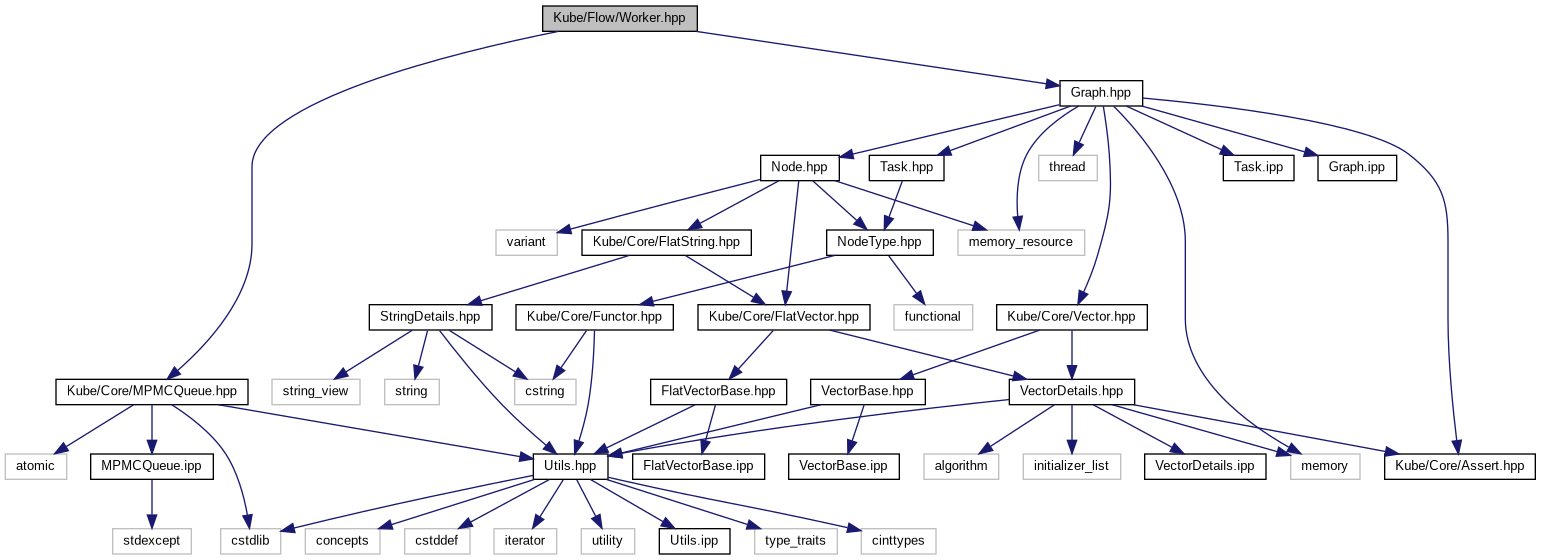 Kube/Flow/Worker.hpp
Graph.hpp
Node.hpp
Task.hpp
thread
Task.ipp
Graph.ipp
variant
Kube/Core/FlatString.hpp
NodeType.hpp
memory_resource
StringDetails.hpp
Kube/Core/Functor.hpp
Kube/Core/FlatVector.hpp
functional
Kube/Core/Vector.hpp
Kube/Core/MPMCQueue.hpp
string_view
string
cstring
FlatVectorBase.hpp
VectorBase.hpp
VectorDetails.hpp
atomic
MPMCQueue.ipp
Utils.hpp
FlatVectorBase.ipp
VectorBase.ipp
algorithm
initializer_list
VectorDetails.ipp
memory
Kube/Core/Assert.hpp
stdexcept
cstdlib
concepts
cstddef
iterator
utility
Utils.ipp
type_traits
cinttypes